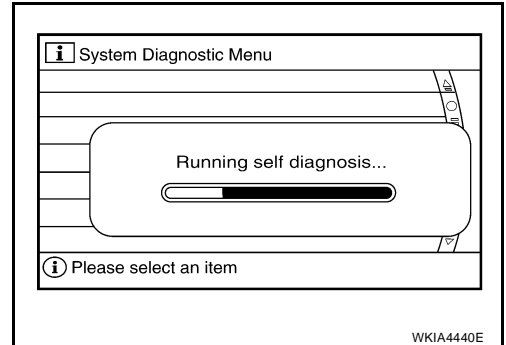 i System Diagnostic Menu
Running self diagnosis...
i Please select an item
WKIA4440E